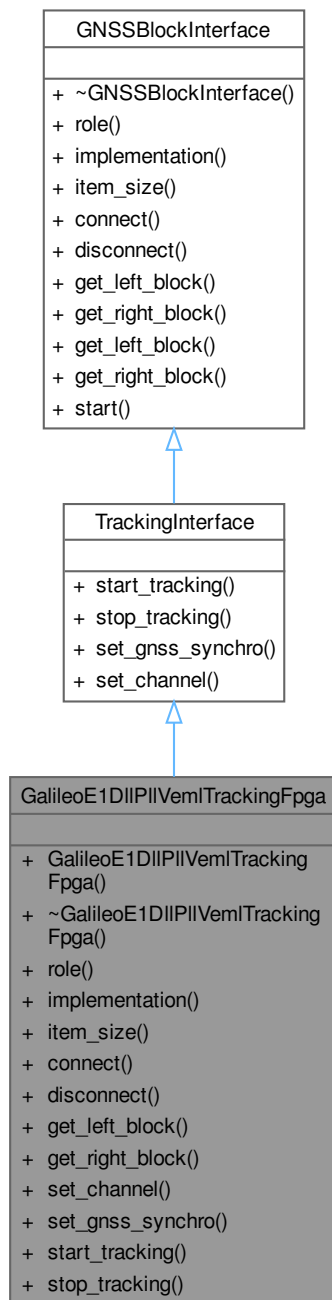 GNSSBlockInterface
+ ~GNSSBlockInterface()
+ role()
+ implementation()
+ item_size()
+ connect()
+ disconnect()
+ get_left_block()
+ get_right_block()
+ get_left_block()
+ get_right_block()
+ start()
TrackingInterface
+ start_tracking()
+ stop_tracking()
+ set_gnss_synchro()
+ set_channel()
GalileoE1DllPllVemlTrackingFpga
+ GalileoE1DllPllVemlTracking
Fpga()
+ ~GalileoE1DllPllVemlTracking
Fpga()
+ role()
+ implementation()
+ item_size()
+ connect()
+ disconnect()
+ get_left_block()
+ get_right_block()
+ set_channel()
+ set_gnss_synchro()
+ start_tracking()
+ stop_tracking()